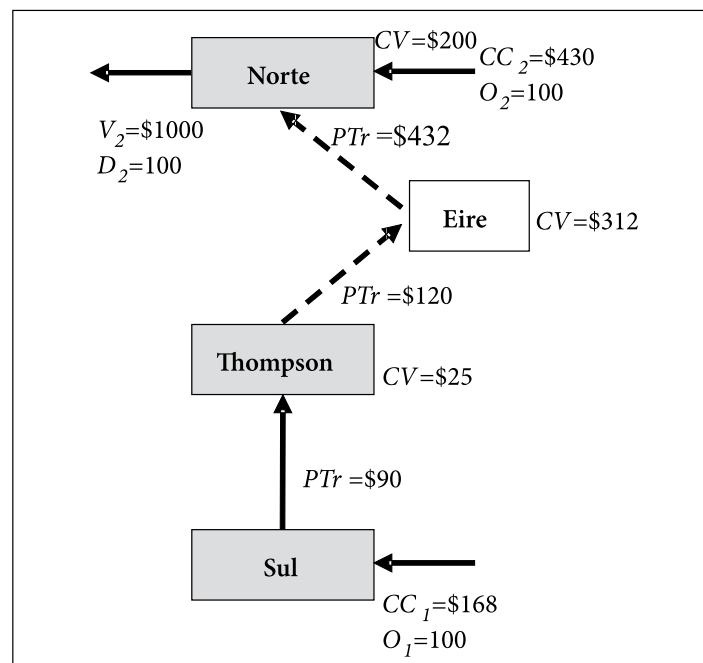 CV=$200
Norte
CC₂=$430
O₂=100
V₂=$1000
D₂=100
PTr =$432
Eire
CV=$312
PTr=$120
Thompson
CV=$25
PTr =$90
Sul
CC₁=$168
O₁=100